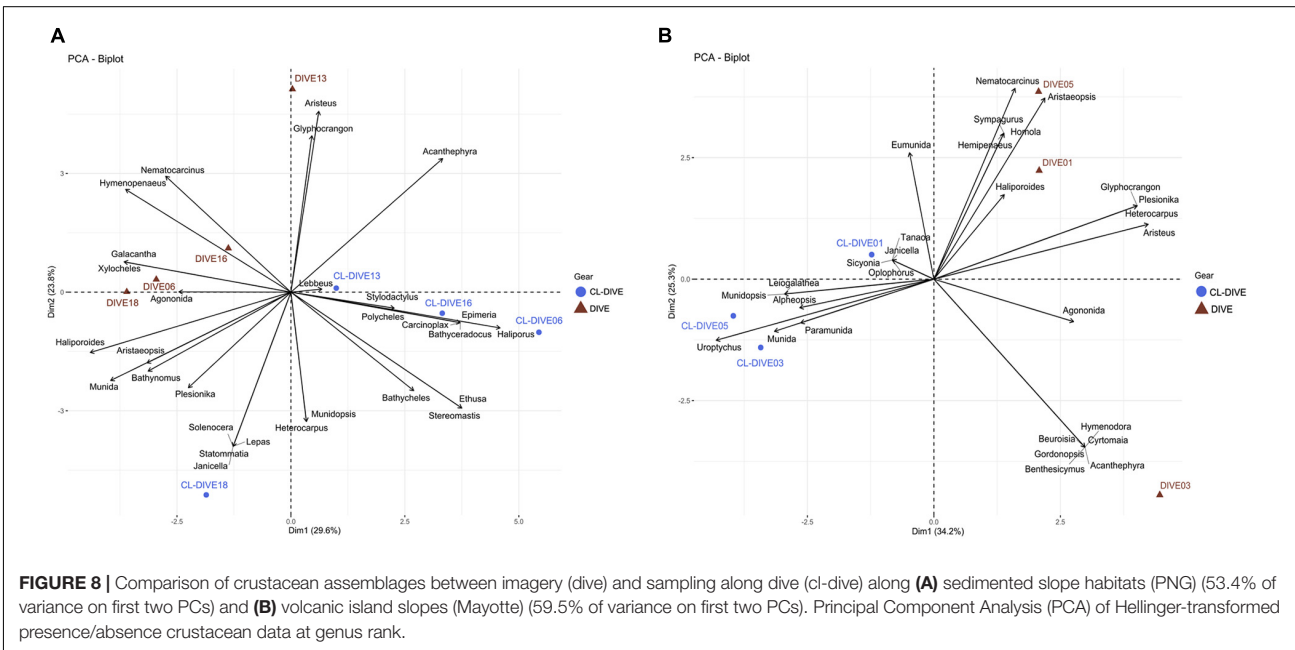 A
PCA - Biplot
DIVE13
Aristeus
Glyphocrangon
Acanthephyra
Nematocarcinus
Hymenopenaeus
Galacantha
Xylocheles
DIVE16
DIVE06
DIVE18
Agononida
Lebbeus
CL-DIVE13
Stylodactylus
CL-DIVE16
Polycheles
Epimeria
Carcinoplax
CL-DIVE06
Bathyceradocus
Haliporus
Haliporoides
Aristaeopsis
Munida
Bathynomus
Plesionika
Bathycheles
Ethusa
Stereomastis
Munidopsis
Heterocarpus
Solenocera
Lepas
Statommatia
Janicella
CL-DIVE18
3
0
-3
Dim2 (23.8%)
-2.5
0.0
2.5
5.0
Dim1 (29.6%)
Gear
CL-DIVE
DIVE
B
PCA - Biplot
Nematocarcinus
DIVE05
Aristaeopsis
Sympagurus
Homola
Hemipenaeus
Eumunida
DIVE01
Haliporoides
Glyphocrangon
Plesionika
Heterocarpus
Aristeus
CL-DIVE01
Tanaoa
Janicella
Sicyonia
Oplophorus
Leiogalathea
Munidopsis
Alpheopsis
CL-DIVE05
Paramunida
Munida
Uroptychus
CL-DIVE03
Agononida
Hymenodora
Beuroisia
Cyrtomaia
Gordonopsis
Benthesicymus
Acanthephyra
DIVE03
2.5
0.0
-2.5
Dim2 (25.3%)
-2.5
0.0
2.5
Dim1 (34.2%)
Gear
CL-DIVE
DIVE
FIGURE 8 | Comparison of crustacean assemblages between imagery (dive) and sampling along dive (cl-dive) along (A) sedimented slope habitats (PNG) (53.4% of
variance on first two PCs) and (B) volcanic island slopes (Mayotte) (59.5% of variance on first two PCs). Principal Component Analysis (PCA) of Hellinger-transformed
presence/absence crustacean data at genus rank.